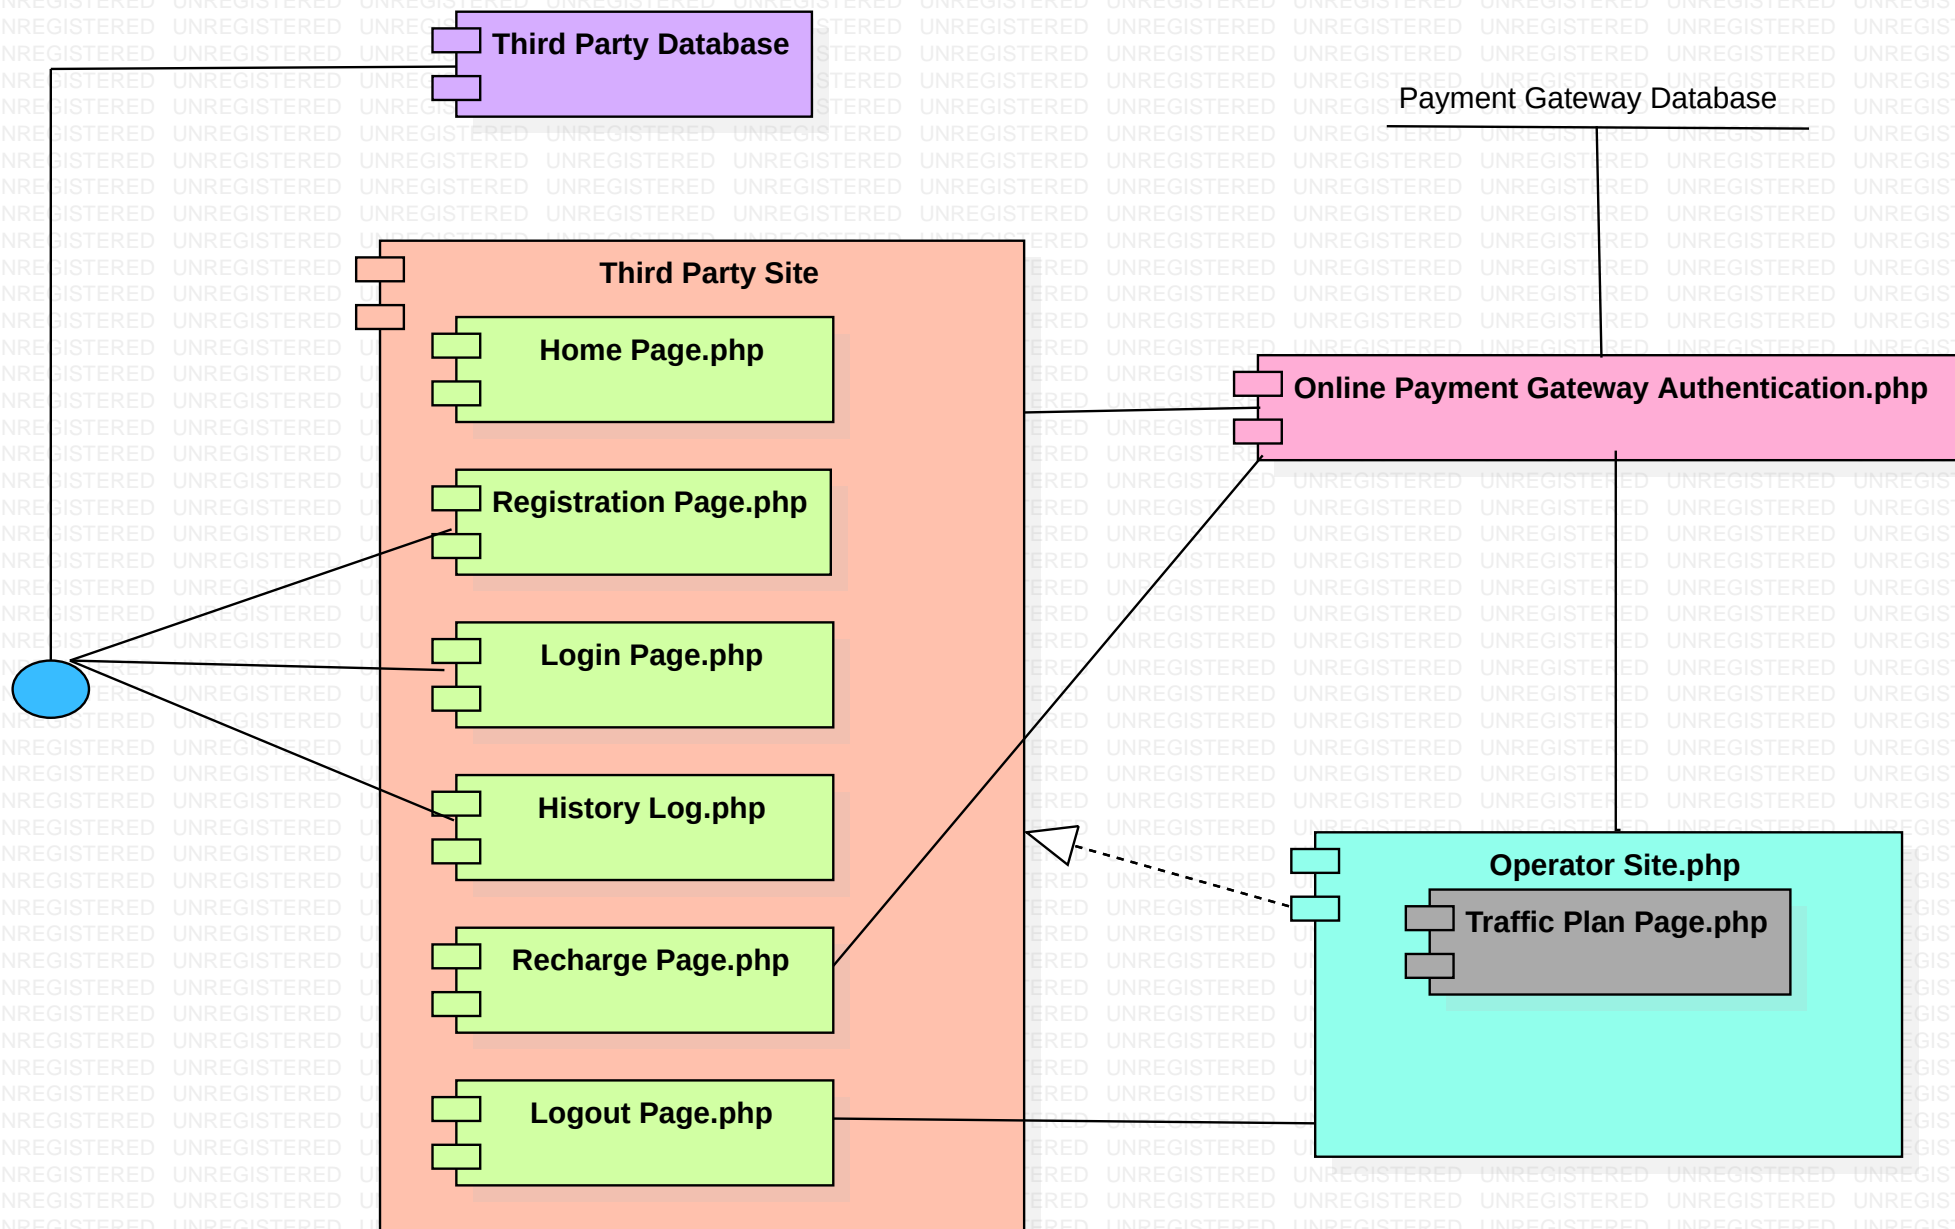 Third Party Database
Payment Gateway Database
Third Party Site
Home Page.php
Online Payment Gateway Authentication.php
Registration Page.php
Login Page.php
History Log.php
Operator Site.php
Traffic Plan Page.php
Recharge Page.php
Logout Page.php
UNREGISTERED